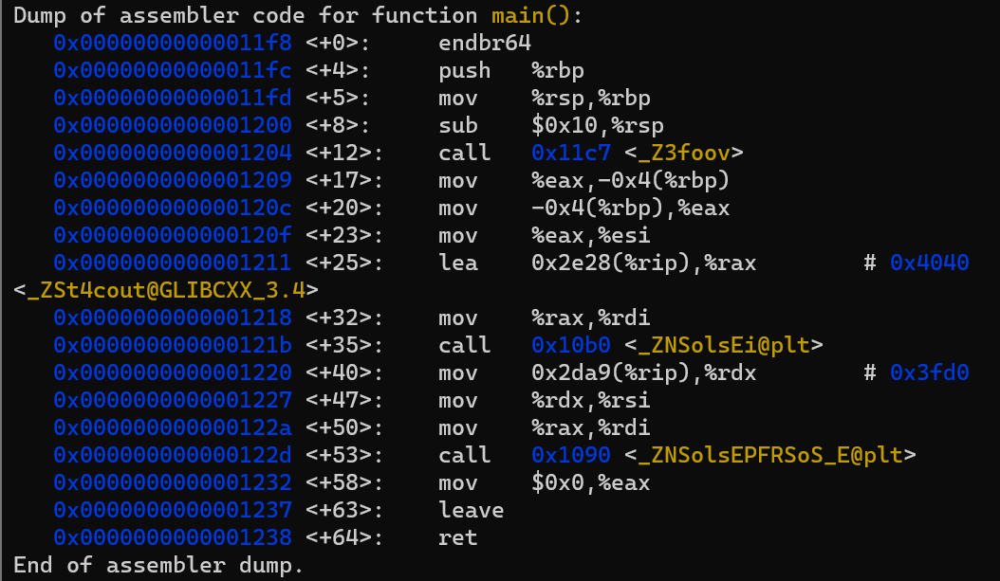 Dump of assembler code for function main():
   0x00000000000011f8 <+0>:     endbr64
   0x00000000000011fc <+4>:     push   %rbp
   0x00000000000011fd <+5>:     mov    %rsp,%rbp
   0x0000000000001200 <+8>:     sub    $0x10,%rsp
   0x0000000000001204 <+12>:    call   0x11c7 <_Z3foov>
   0x0000000000001209 <+17>:    mov    %eax,-0x4(%rbp)
   0x000000000000120c <+20>:    mov    -0x4(%rbp),%eax
   0x000000000000120f <+23>:    mov    %eax,%esi
   0x0000000000001211 <+25>:    lea    0x2e28(%rip),%rax        # 0x4040
<_ZSt4cout@GLIBCXX_3.4>
   0x0000000000001218 <+32>:    mov    %rax,%rdi
   0x000000000000121b <+35>:    call   0x10b0 <_ZNSolsEi@plt>
   0x0000000000001220 <+40>:    mov    0x2da9(%rip),%rdx        # 0x3fd0
   0x0000000000001227 <+47>:    mov    %rdx,%rsi
   0x000000000000122a <+50>:    mov    %rax,%rdi
   0x000000000000122d <+53>:    call   0x1090 <_ZNSolsEPFRSoS_E@plt>
   0x0000000000001232 <+58>:    mov    $0x0,%eax
   0x0000000000001237 <+63>:    leave
   0x0000000000001238 <+64>:    ret
End of assembler dump.